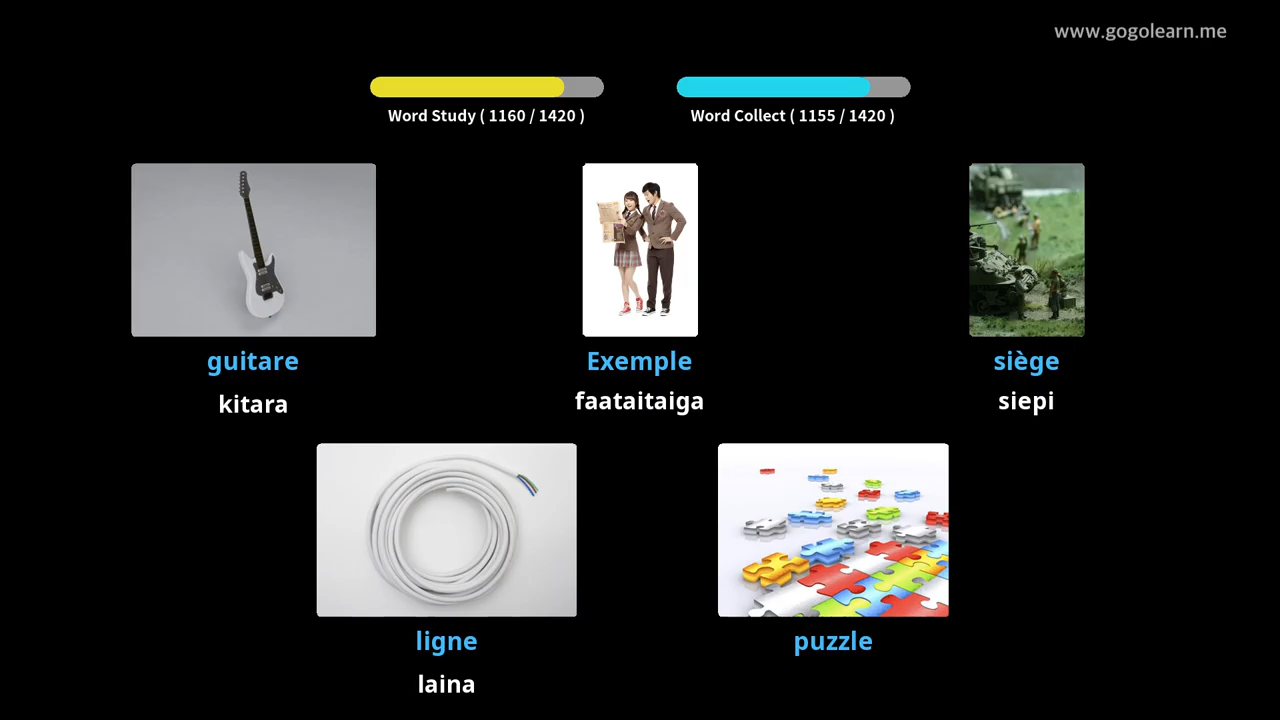 www.gogolearn.me
Word Study ( 1160 / 1420 )
Word Collect ( 1155 / 1420 )
guitare
kitara
Exemple
faataitaiga
siège
siepi
ligne
laina
puzzle